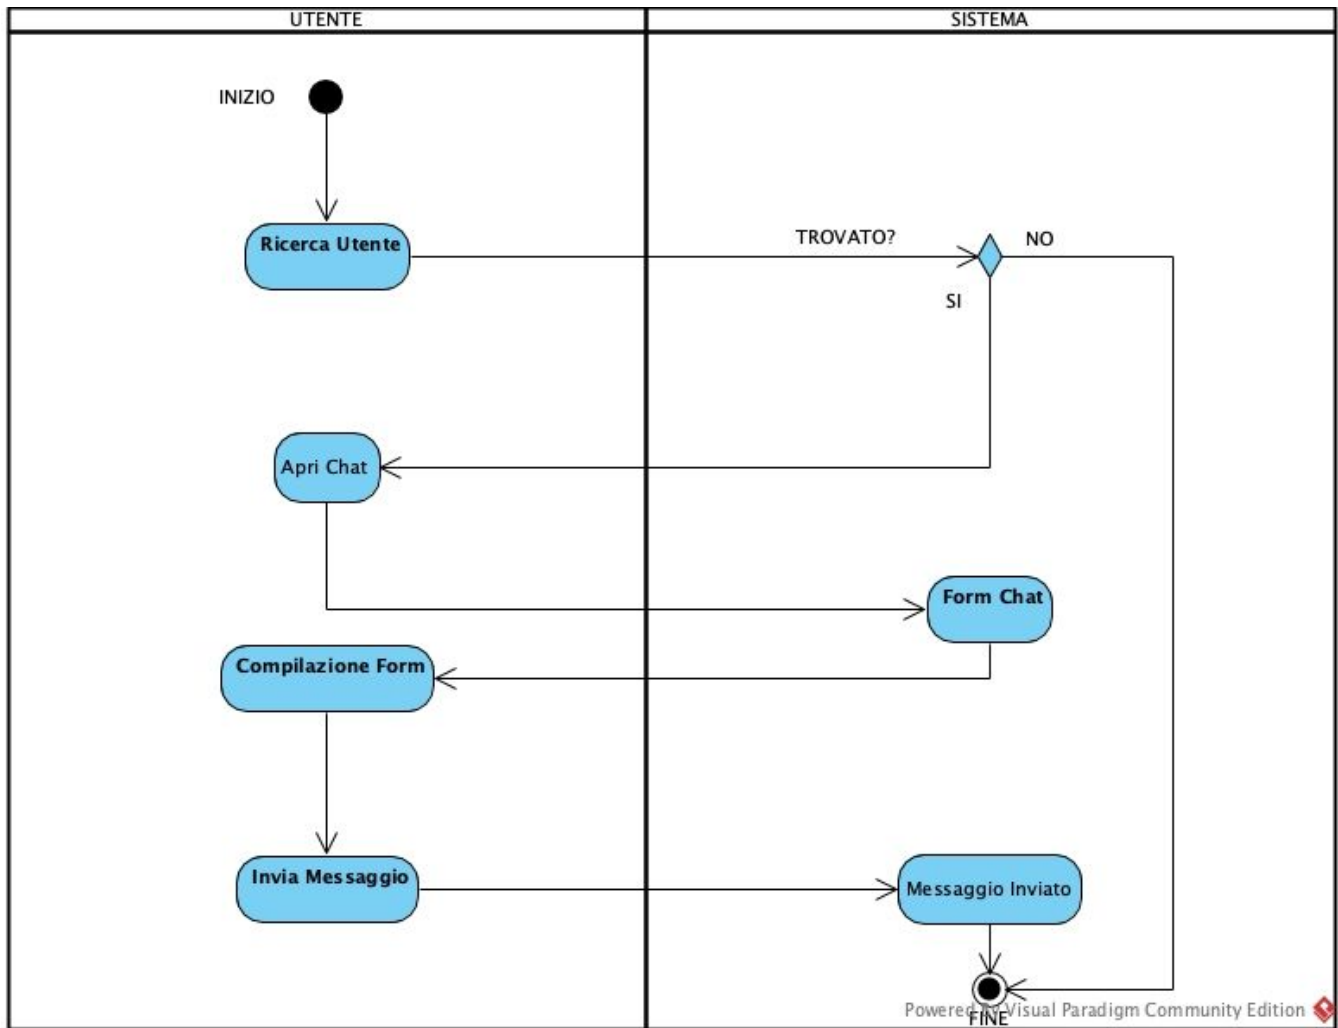 UTENTE
SISTEMA
INIZIO
Ricerca Utente
TROVATO?
NO
SI
Apri Chat
Form Chat
Compilazione Form
Invia Messaggio
Messaggio Inviato
Powered By Visual Paradigm Community Edition
FINE